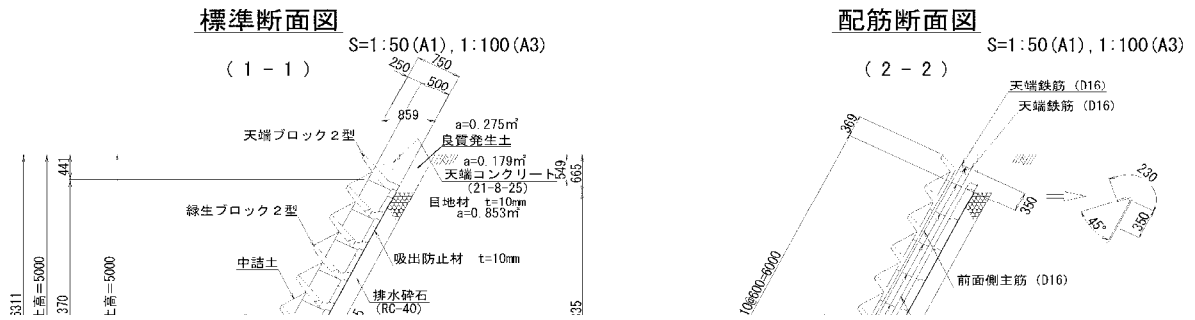 標準断面図
S=1:50(A1), 1:100(A3)
( 1 - 1 )
750
250
500
859
a=0.275㎡
良質発生土
天端ブロック2型
a=0.179㎡
天端コンクリート
(21-8-25)
目地材 t=10mm
a=0.853㎡
441
549
665
緑生ブロック2型
吸出防止材 t=10mm
中詰土
排水砕石
(RC-40)
6311
土高=5000
土高=5000
配筋断面図
S=1:50(A1), 1:100(A3)
( 2 - 2 )
天端鉄筋 (D16)
天端鉄筋 (D16)
369
230
350
45°
350
前面側主筋 (D16)
10@600=6000